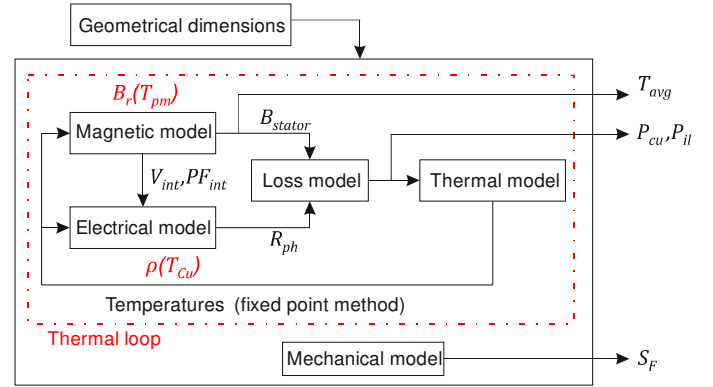 Geometrical dimensions
B_r(T_pm)
T_avg
Magnetic model
B_stator
P_cu,P_il
V_int,PF_int
Loss model
Thermal model
Electrical model
R_ph
ρ(T_Cu)
Temperatures (fixed point method)
Thermal loop
Mechanical model
S_F